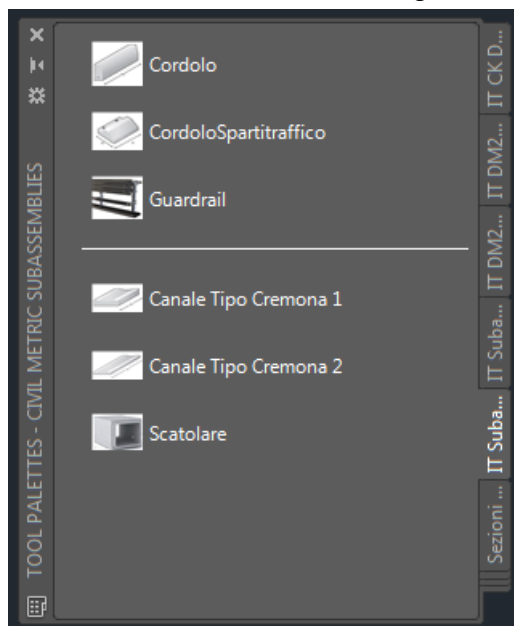 Cordolo
CordoloSpartitraffico
Guardrail
Canale Tipo Cremona 1
Canale Tipo Cremona 2
Scatolare
TOOL PALETTES - CIVIL METRIC SUBASSEMBLIES
IT CK D...
IT DM2...
IT DM2...
IT Suba...
IT Suba...
Sezioni ...